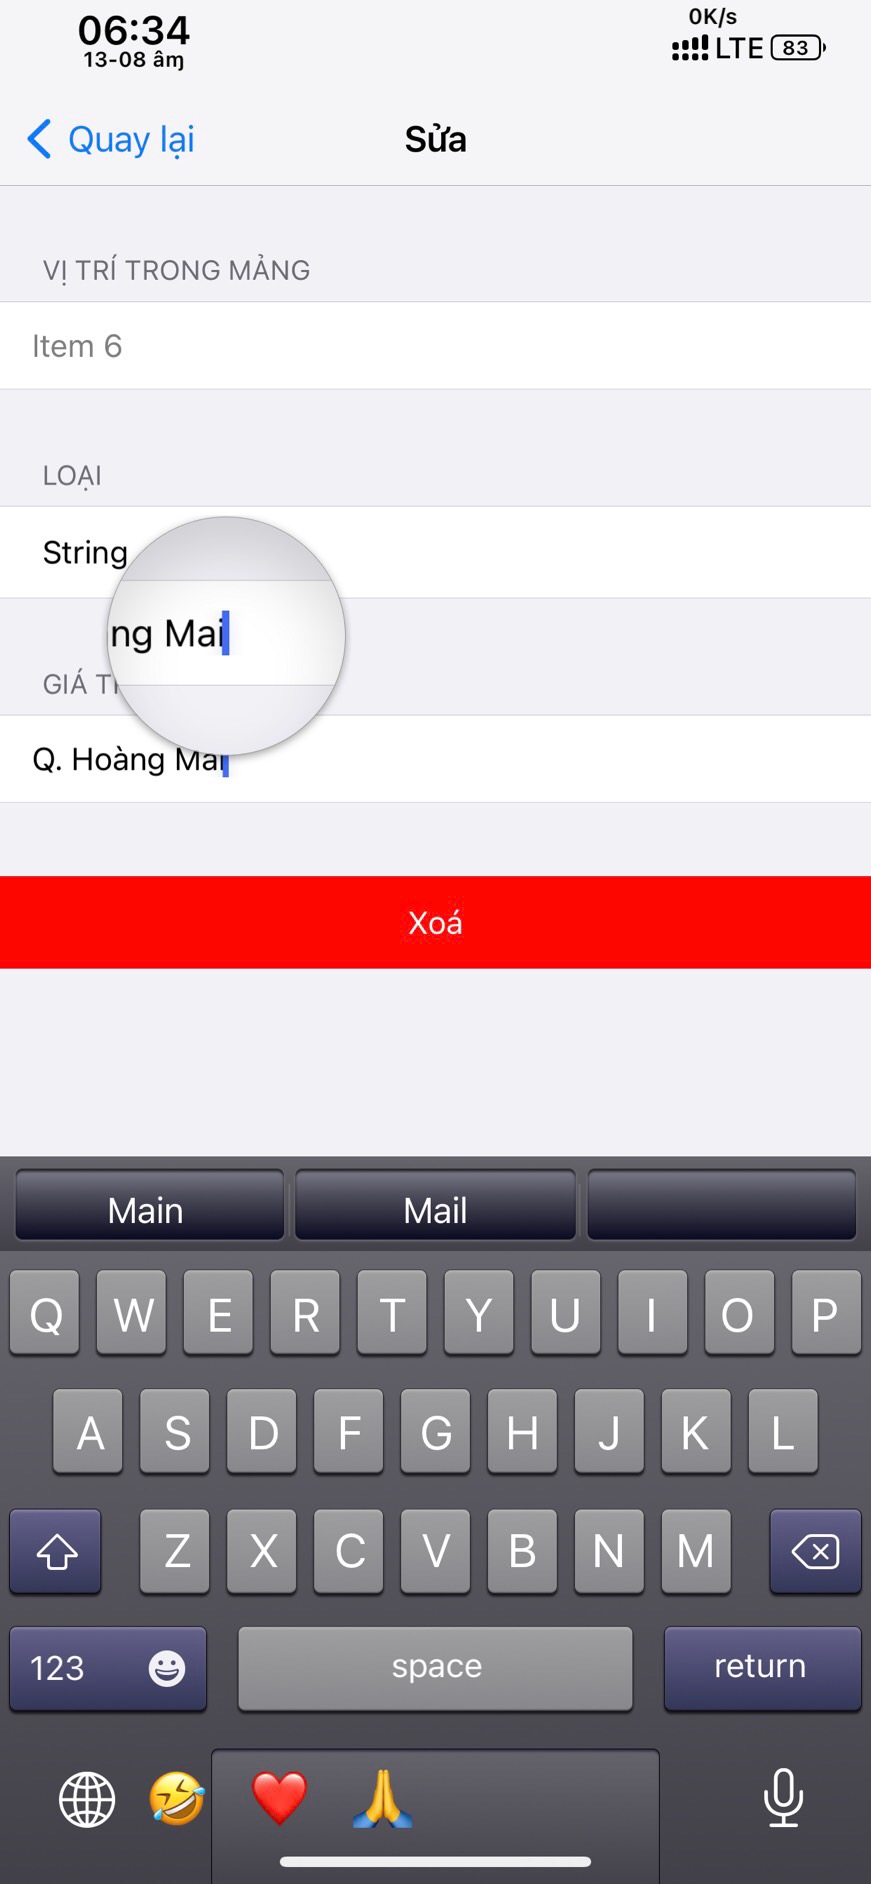 06:34
13-08 âm
0K/s
LTE 83
Quay lại
Sửa
VỊ TRÍ TRONG MẢNG
Item 6
LOẠI
String
ng Mai
GIÁ
Q. Hoàng Mai
Xoá
Main Mail
Q W E R T Y U I O P
A S D F G H J K L
Z X C V B N M
123 space return